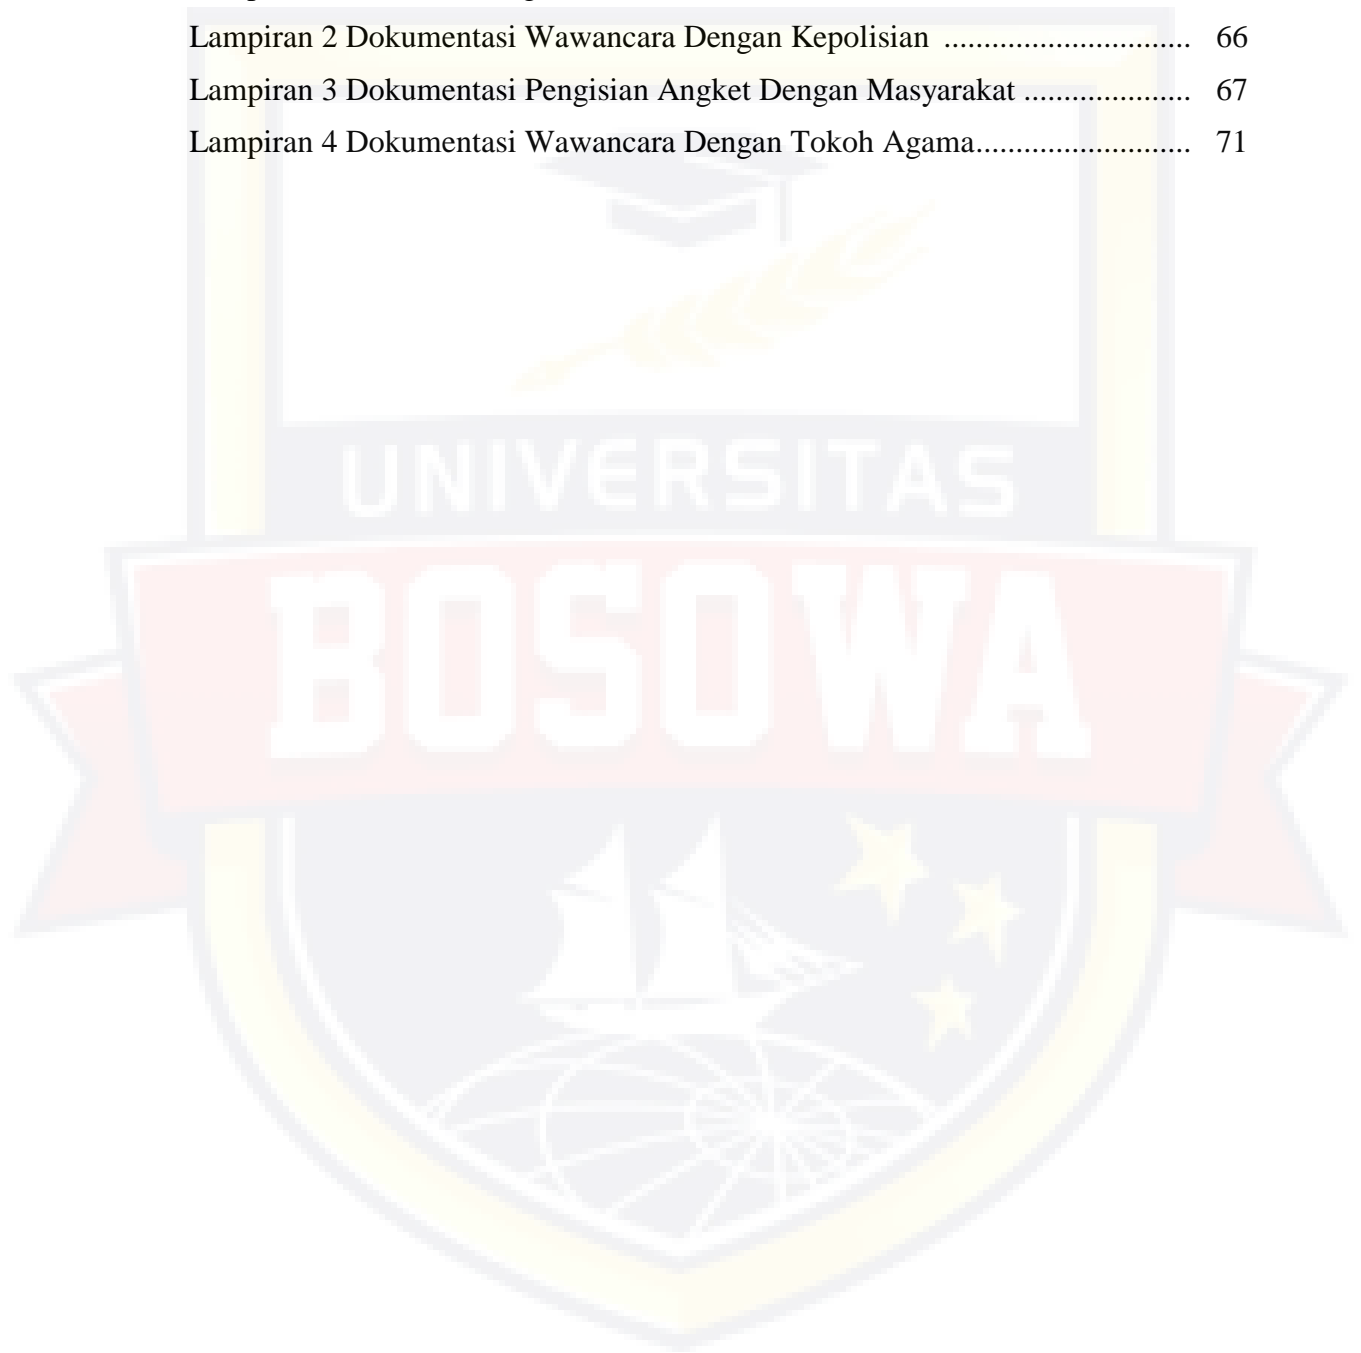 Lampiran 2 Dokumentasi Wawancara Dengan Kepolisian ............................... 66
Lampiran 3 Dokumentasi Pengisian Angket Dengan Masyarakat ..................... 67
Lampiran 4 Dokumentasi Wawancara Dengan Tokoh Agama........................... 71
UNIVERSITAS
BOSOWA